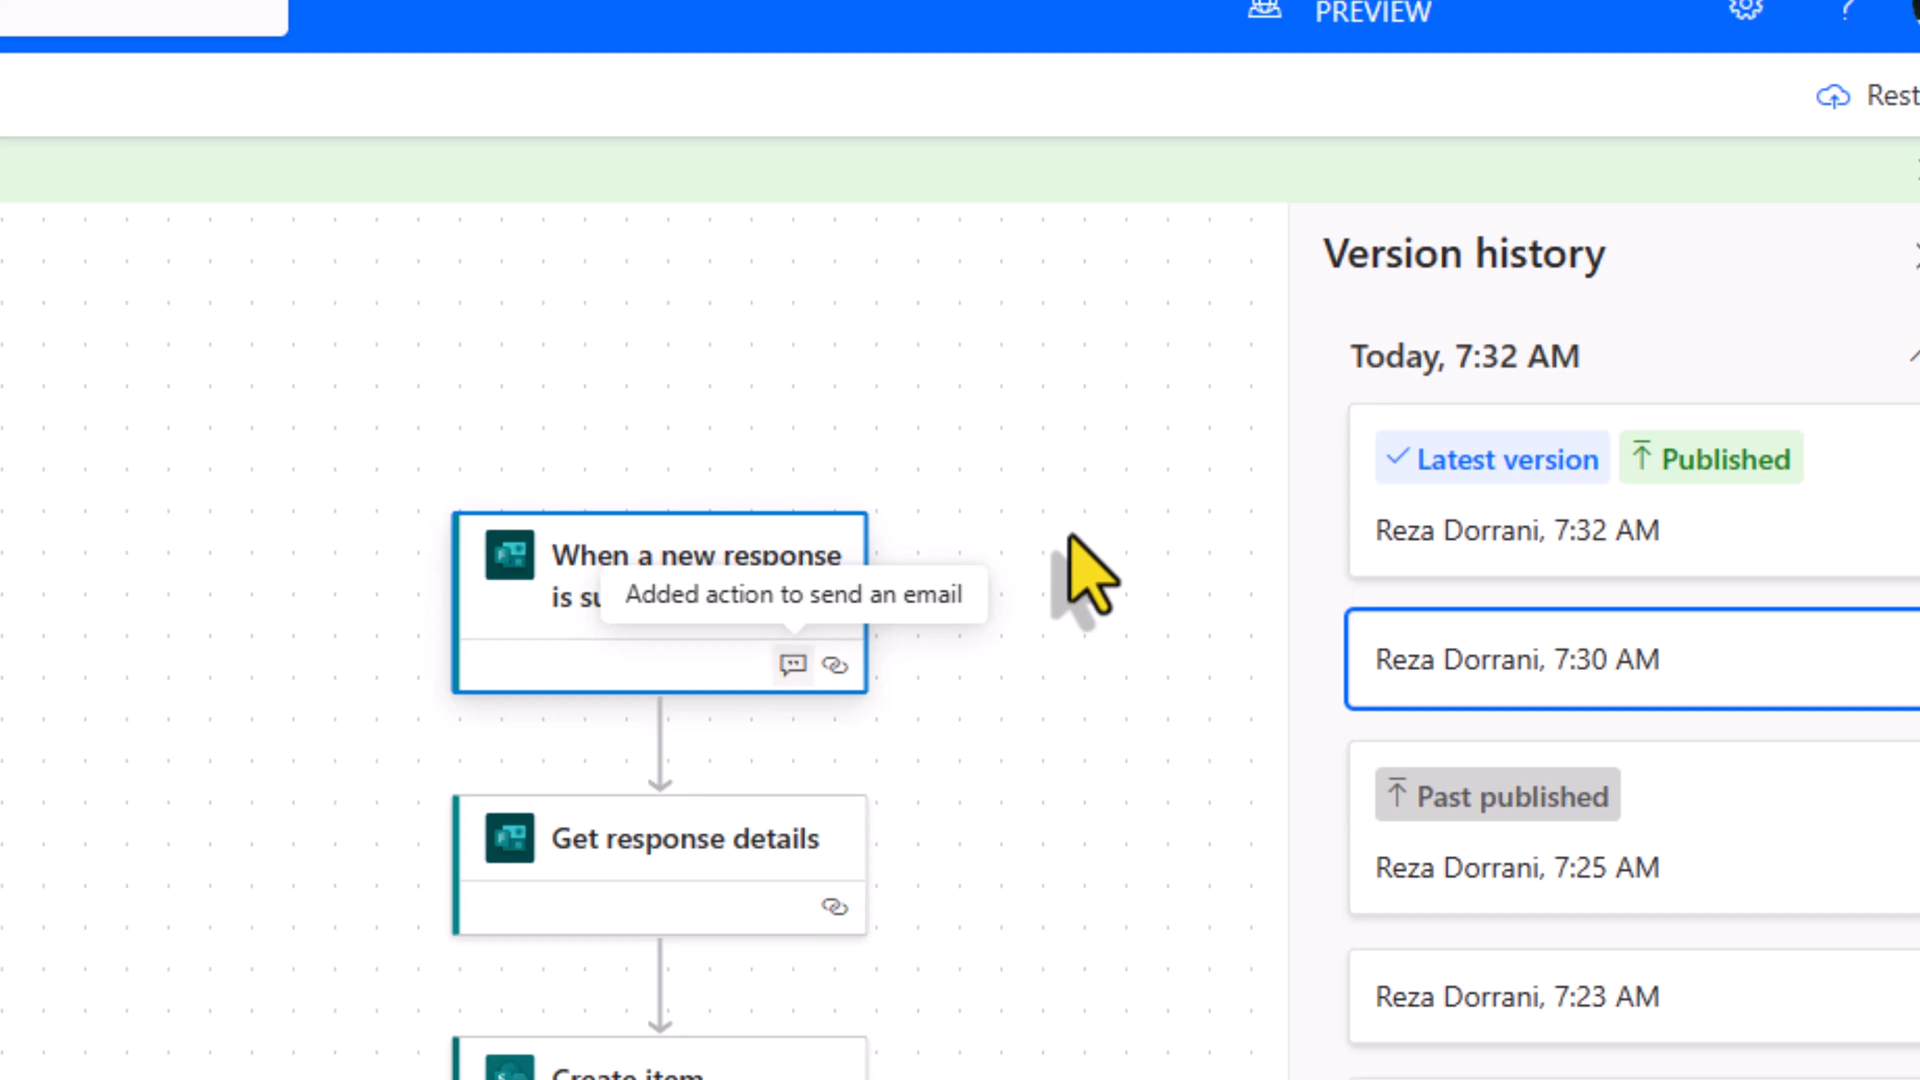 PREVIEW
?
Rest
Version history
Today, 7:32 AM
Latest version
Published
Reza Dorrani, 7:32 AM
When a new response
is su
Added action to send an email
Reza Dorrani, 7:30 AM
Get response details
Past published
Reza Dorrani, 7:25 AM
Reza Dorrani, 7:23 AM
Create item